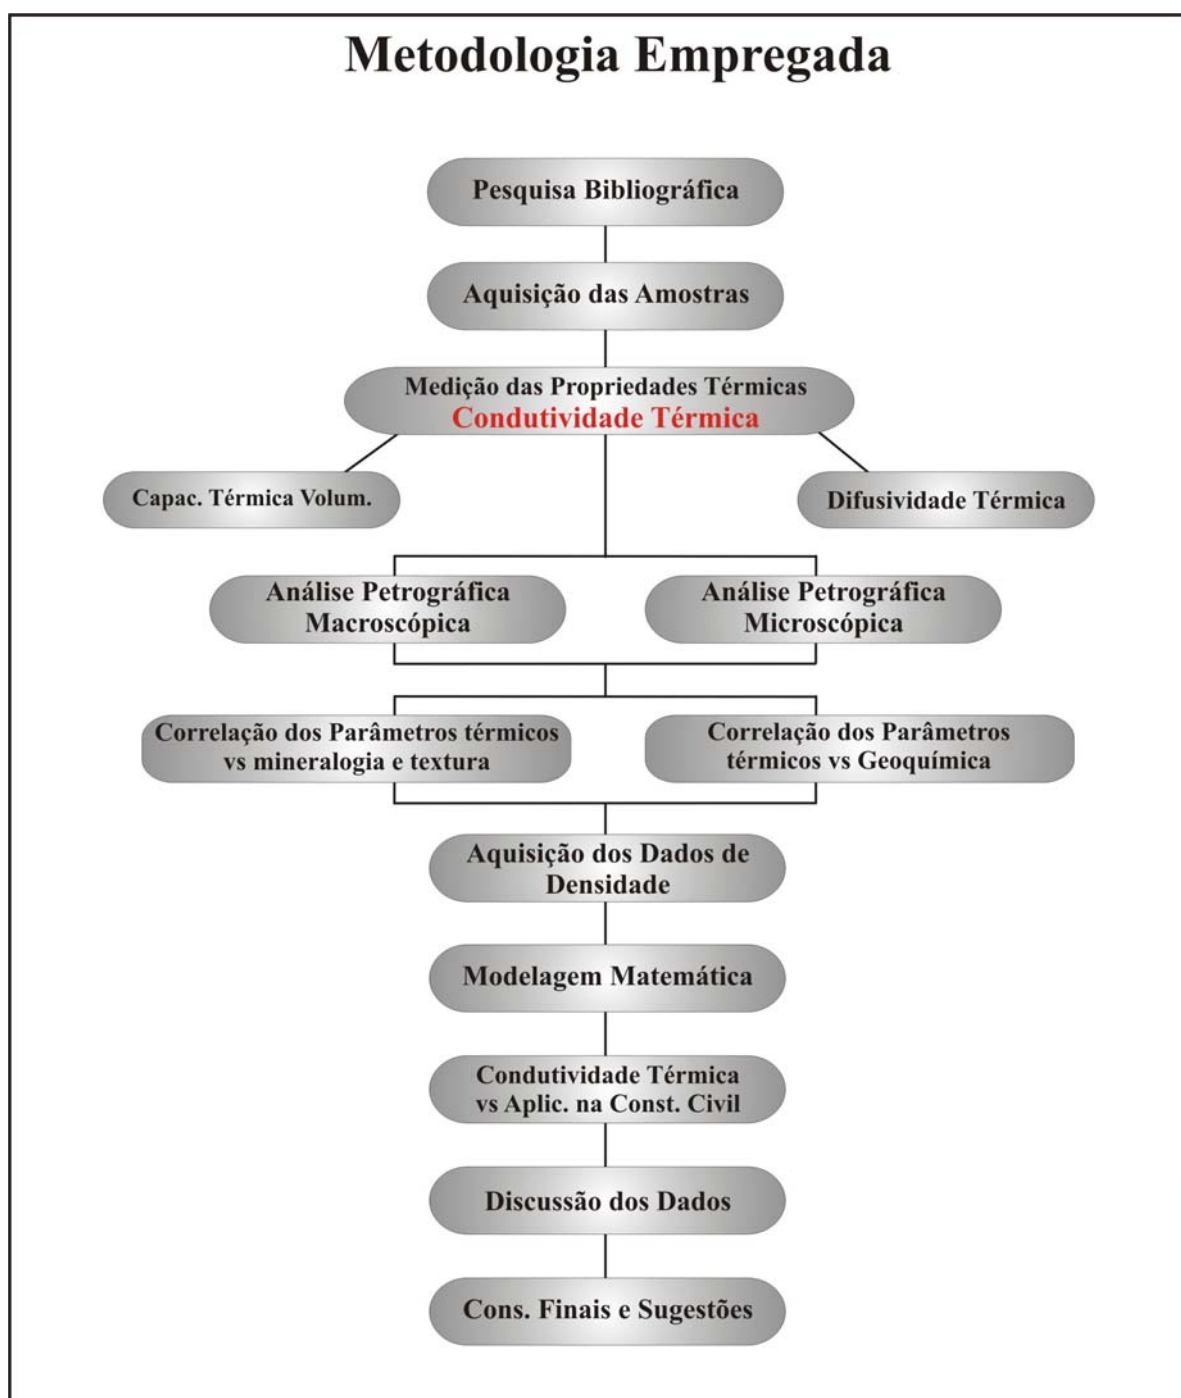 Metodologia Empregada
Pesquisa Bibliográfica
Aquisição das Amostras
Medição das Propriedades Térmicas
Condutividade Térmica
Capac. Térmica Volum.
Difusividade Térmica
Análise Petrográfica
Macroscópica
Análise Petrográfica
Microscópica
Correlação dos Parâmetros térmicos
vs mineralogia e textura
Correlação dos Parâmetros
térmicos vs Geoquímica
Aquisição dos Dados de
Densidade
Modelagem Matemática
Condutividade Térmica
vs Aplic. na Const. Civil
Discussão dos Dados
Cons. Finais e Sugestões